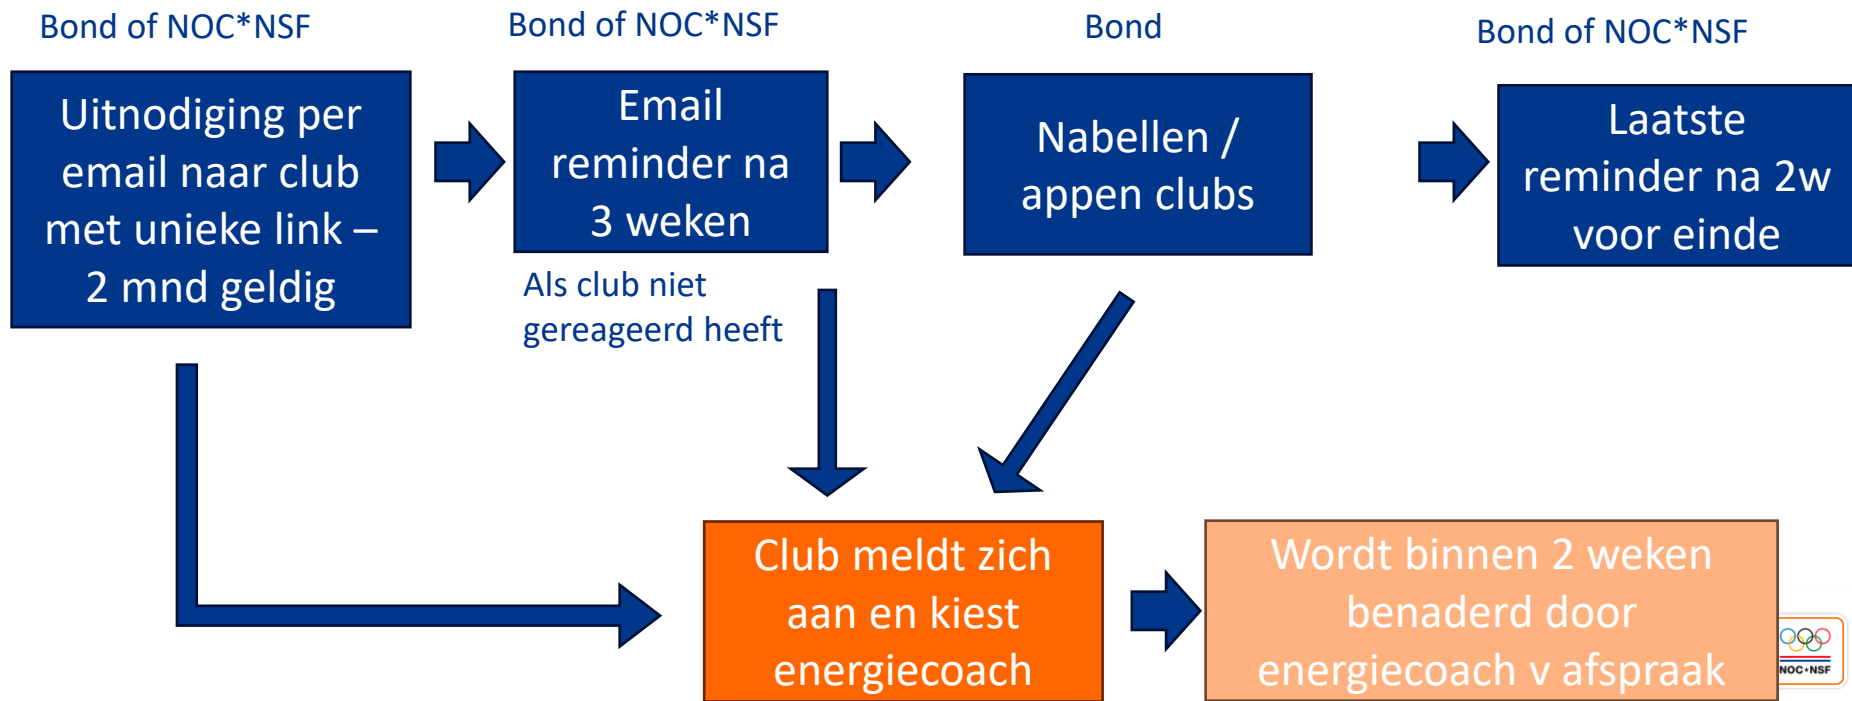 Bond of NOC*NSF
Uitnodiging per
email naar club
met unieke link –
2 mnd geldig
Bond of NOC*NSF
Email
reminder na
3 weken
Als club niet
gereageerd heeft
Bond
Nabellen /
appen clubs
Bond of NOC*NSF
Laatste
reminder na 2w
voor einde
Club meldt zich
aan en kiest
energiecoach
Wordt binnen 2 weken
benaderd door
energiecoach v afspraak
NOC*NSF